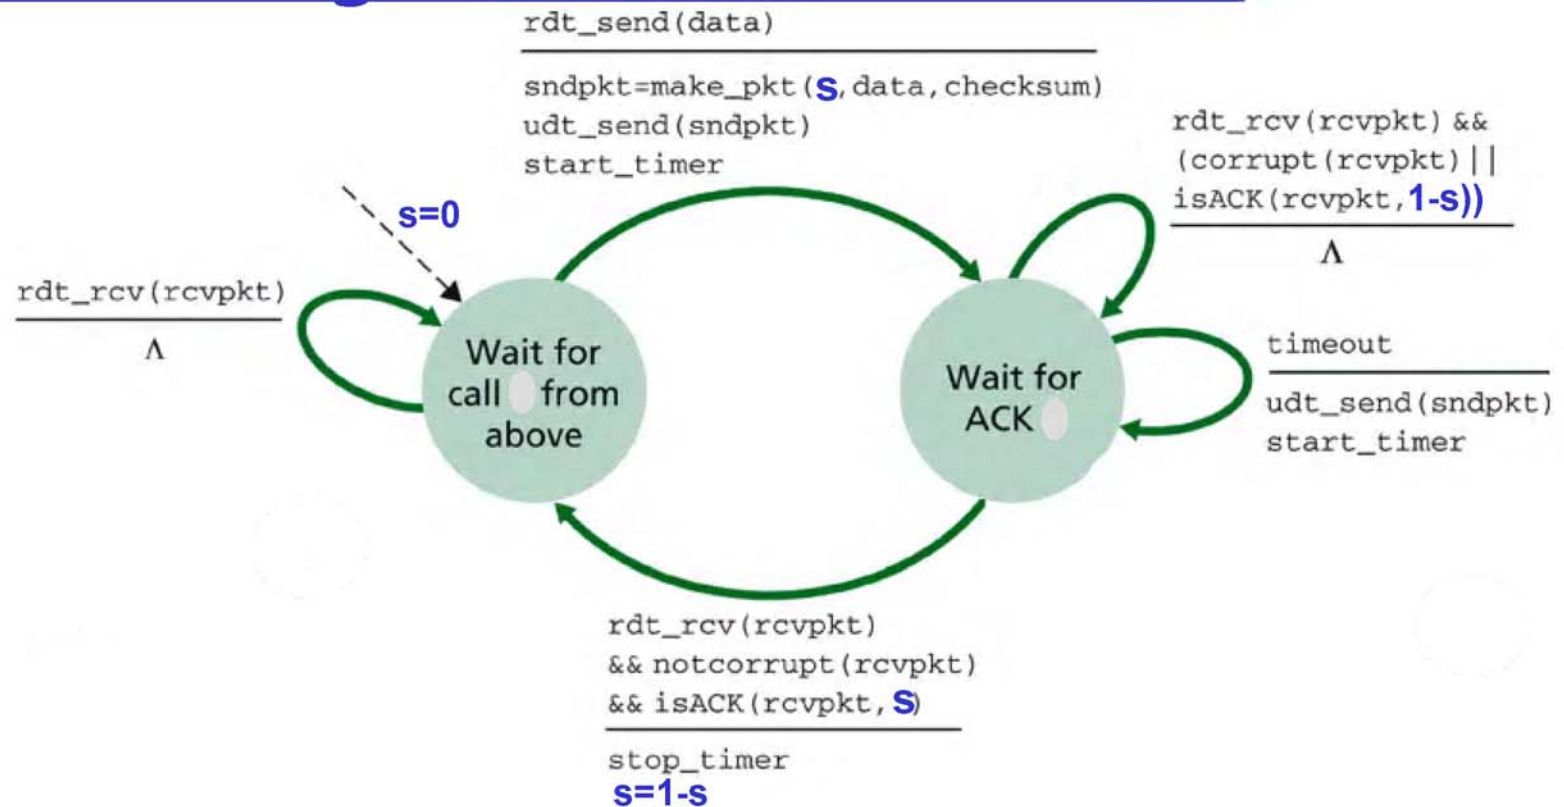 rdt_send(data)
sndpkt=make_pkt(s,data,checksum)
udt_send(sndpkt)
start_timer
rdt_rcv(rcvpkt) &&
(corrupt(rcvpkt)||
isACK(rcvpkt,1-s))
Λ
s=0
rdt_rcv(rcvpkt)
Λ
Wait for
call from
above
Wait for
ACK
timeout
udt_send(sndpkt)
start_timer
rdt_rcv(rcvpkt)
&& notcorrupt(rcvpkt)
&& isACK(rcvpkt,s)
stop_timer
s=1-s